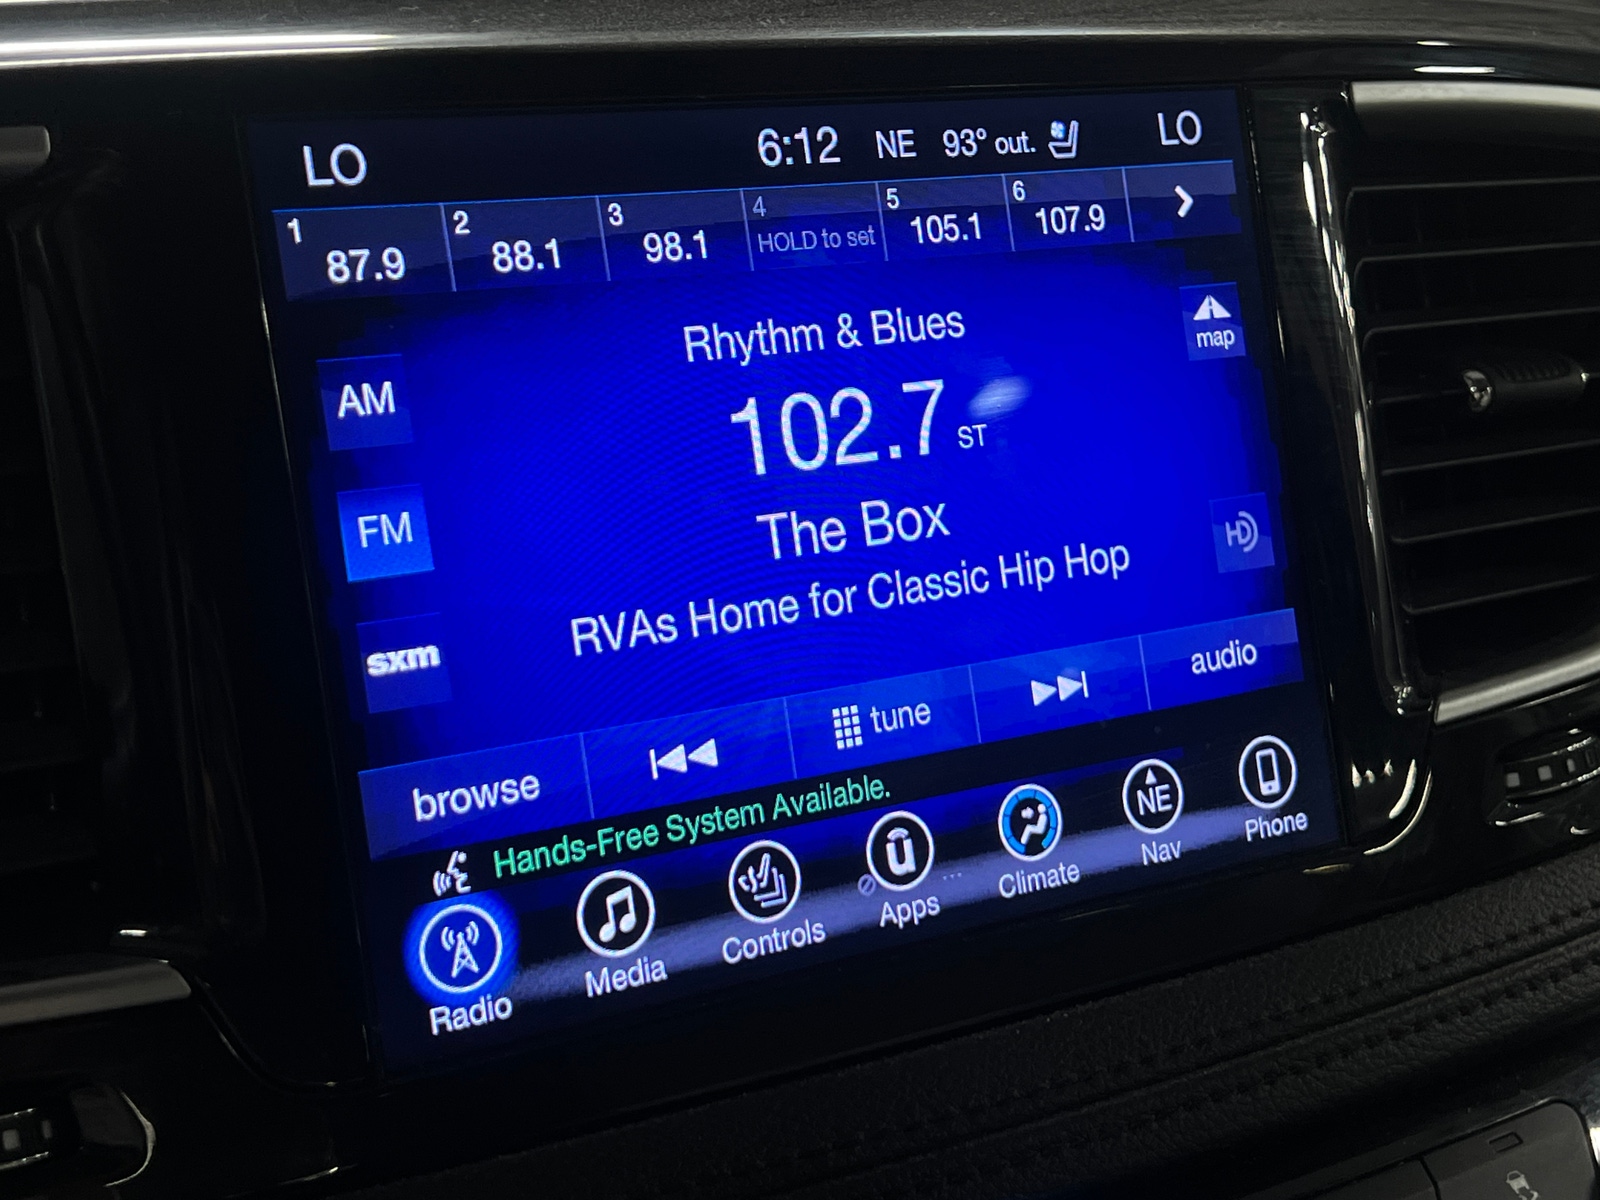 LO 6:12 NE 93° out. LO
1 2 3 4 5 6
87.9 88.1 98.1 HOLD to set 105.1 107.9
Rhythm & Blues
map
AM
102.7 ST
FM
The Box
HD
RVAs Home for Classic Hip Hop
sxm
browse tune audio
Hands-Free System Available.
NE
u
Radio Media Controls Apps Climate Nav Phone